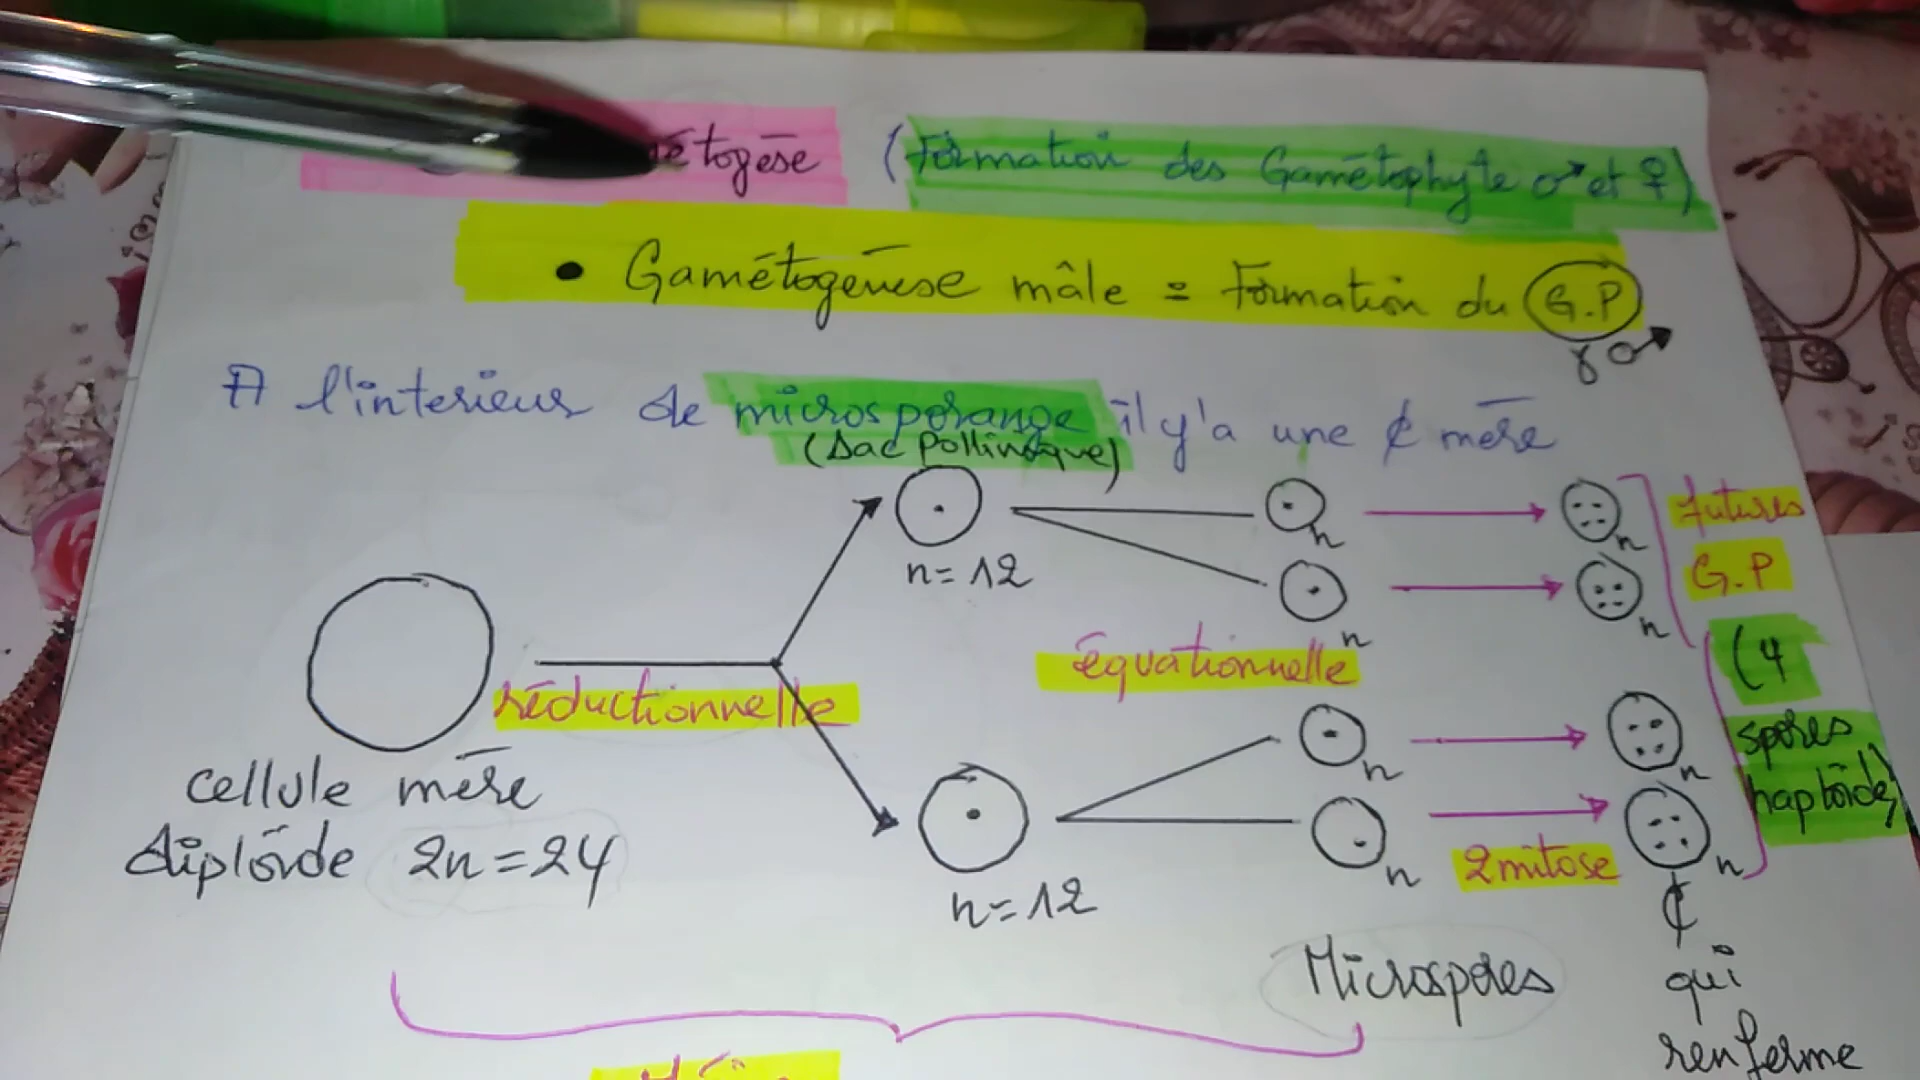 étogèse (Formation des Gamétophyte ♂ et ♀)
• Gamétogenèse mâle = Formation du G.P
♂
A l'interieur de microsporange il y'a une ¢ mère
(Sac Pollinique)
n = 12
n
n
futures
G.P
(4
spores
haploïde)
réductionnelle
équationnelle
cellule mère
diploïde 2n = 24
n = 12
n
n
2 mitose
n
n
n
n
Microspores
¢
qui
renferme